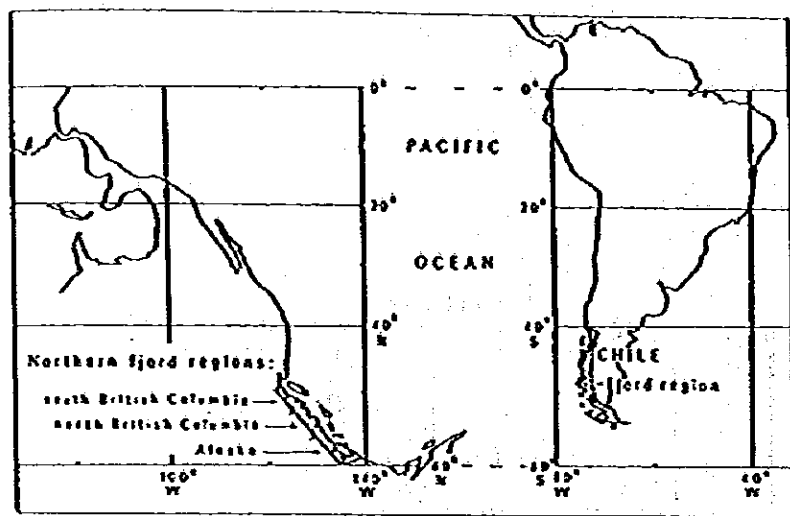 0°
0°
PACIFIC
20°
20°
OCEAN
40°
N
40°
S
Northern fjord regions:
CHILE
fjord region
south British Columbia
north British Columbia
Alaska
60°
N
60°
S
W
W
W
W